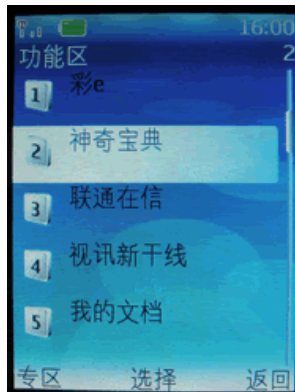 16:00
功能区 2
1 彩e
2 神奇宝典
3 联通在信
4 视讯新干线
5 我的文档
专区 选择 返回